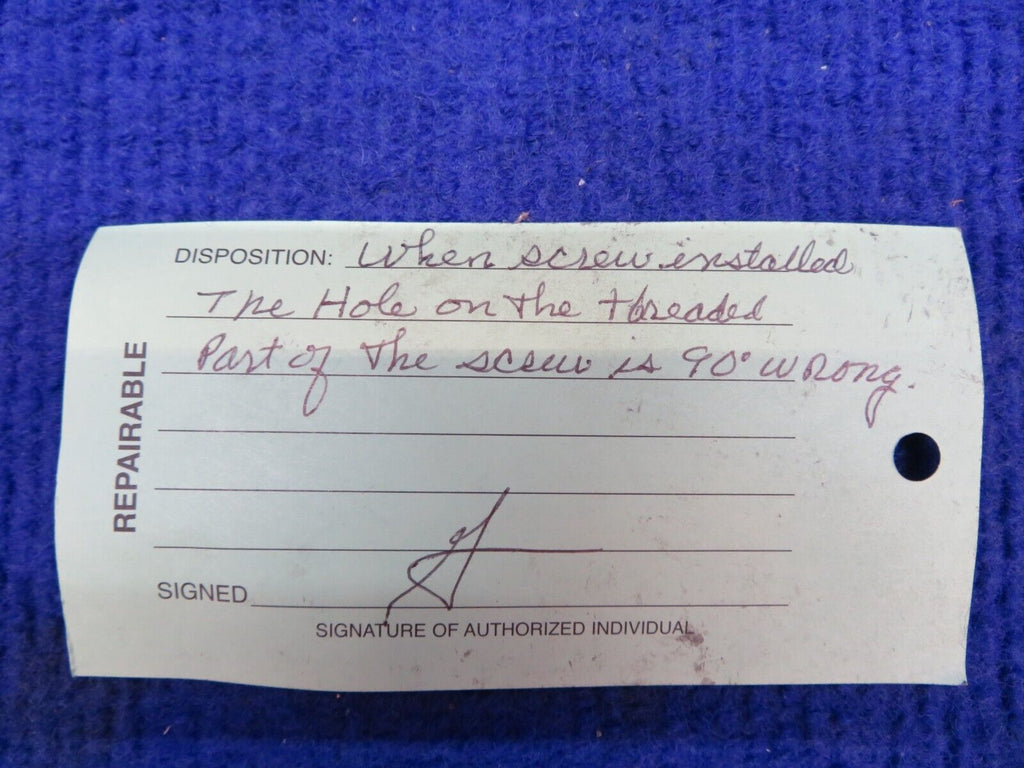 DISPOSITION: When screw installed
The Hole on the threaded
Part of the screw is 90° wrong.
REPAIRABLE
SIGNED
SIGNATURE OF AUTHORIZED INDIVIDUAL